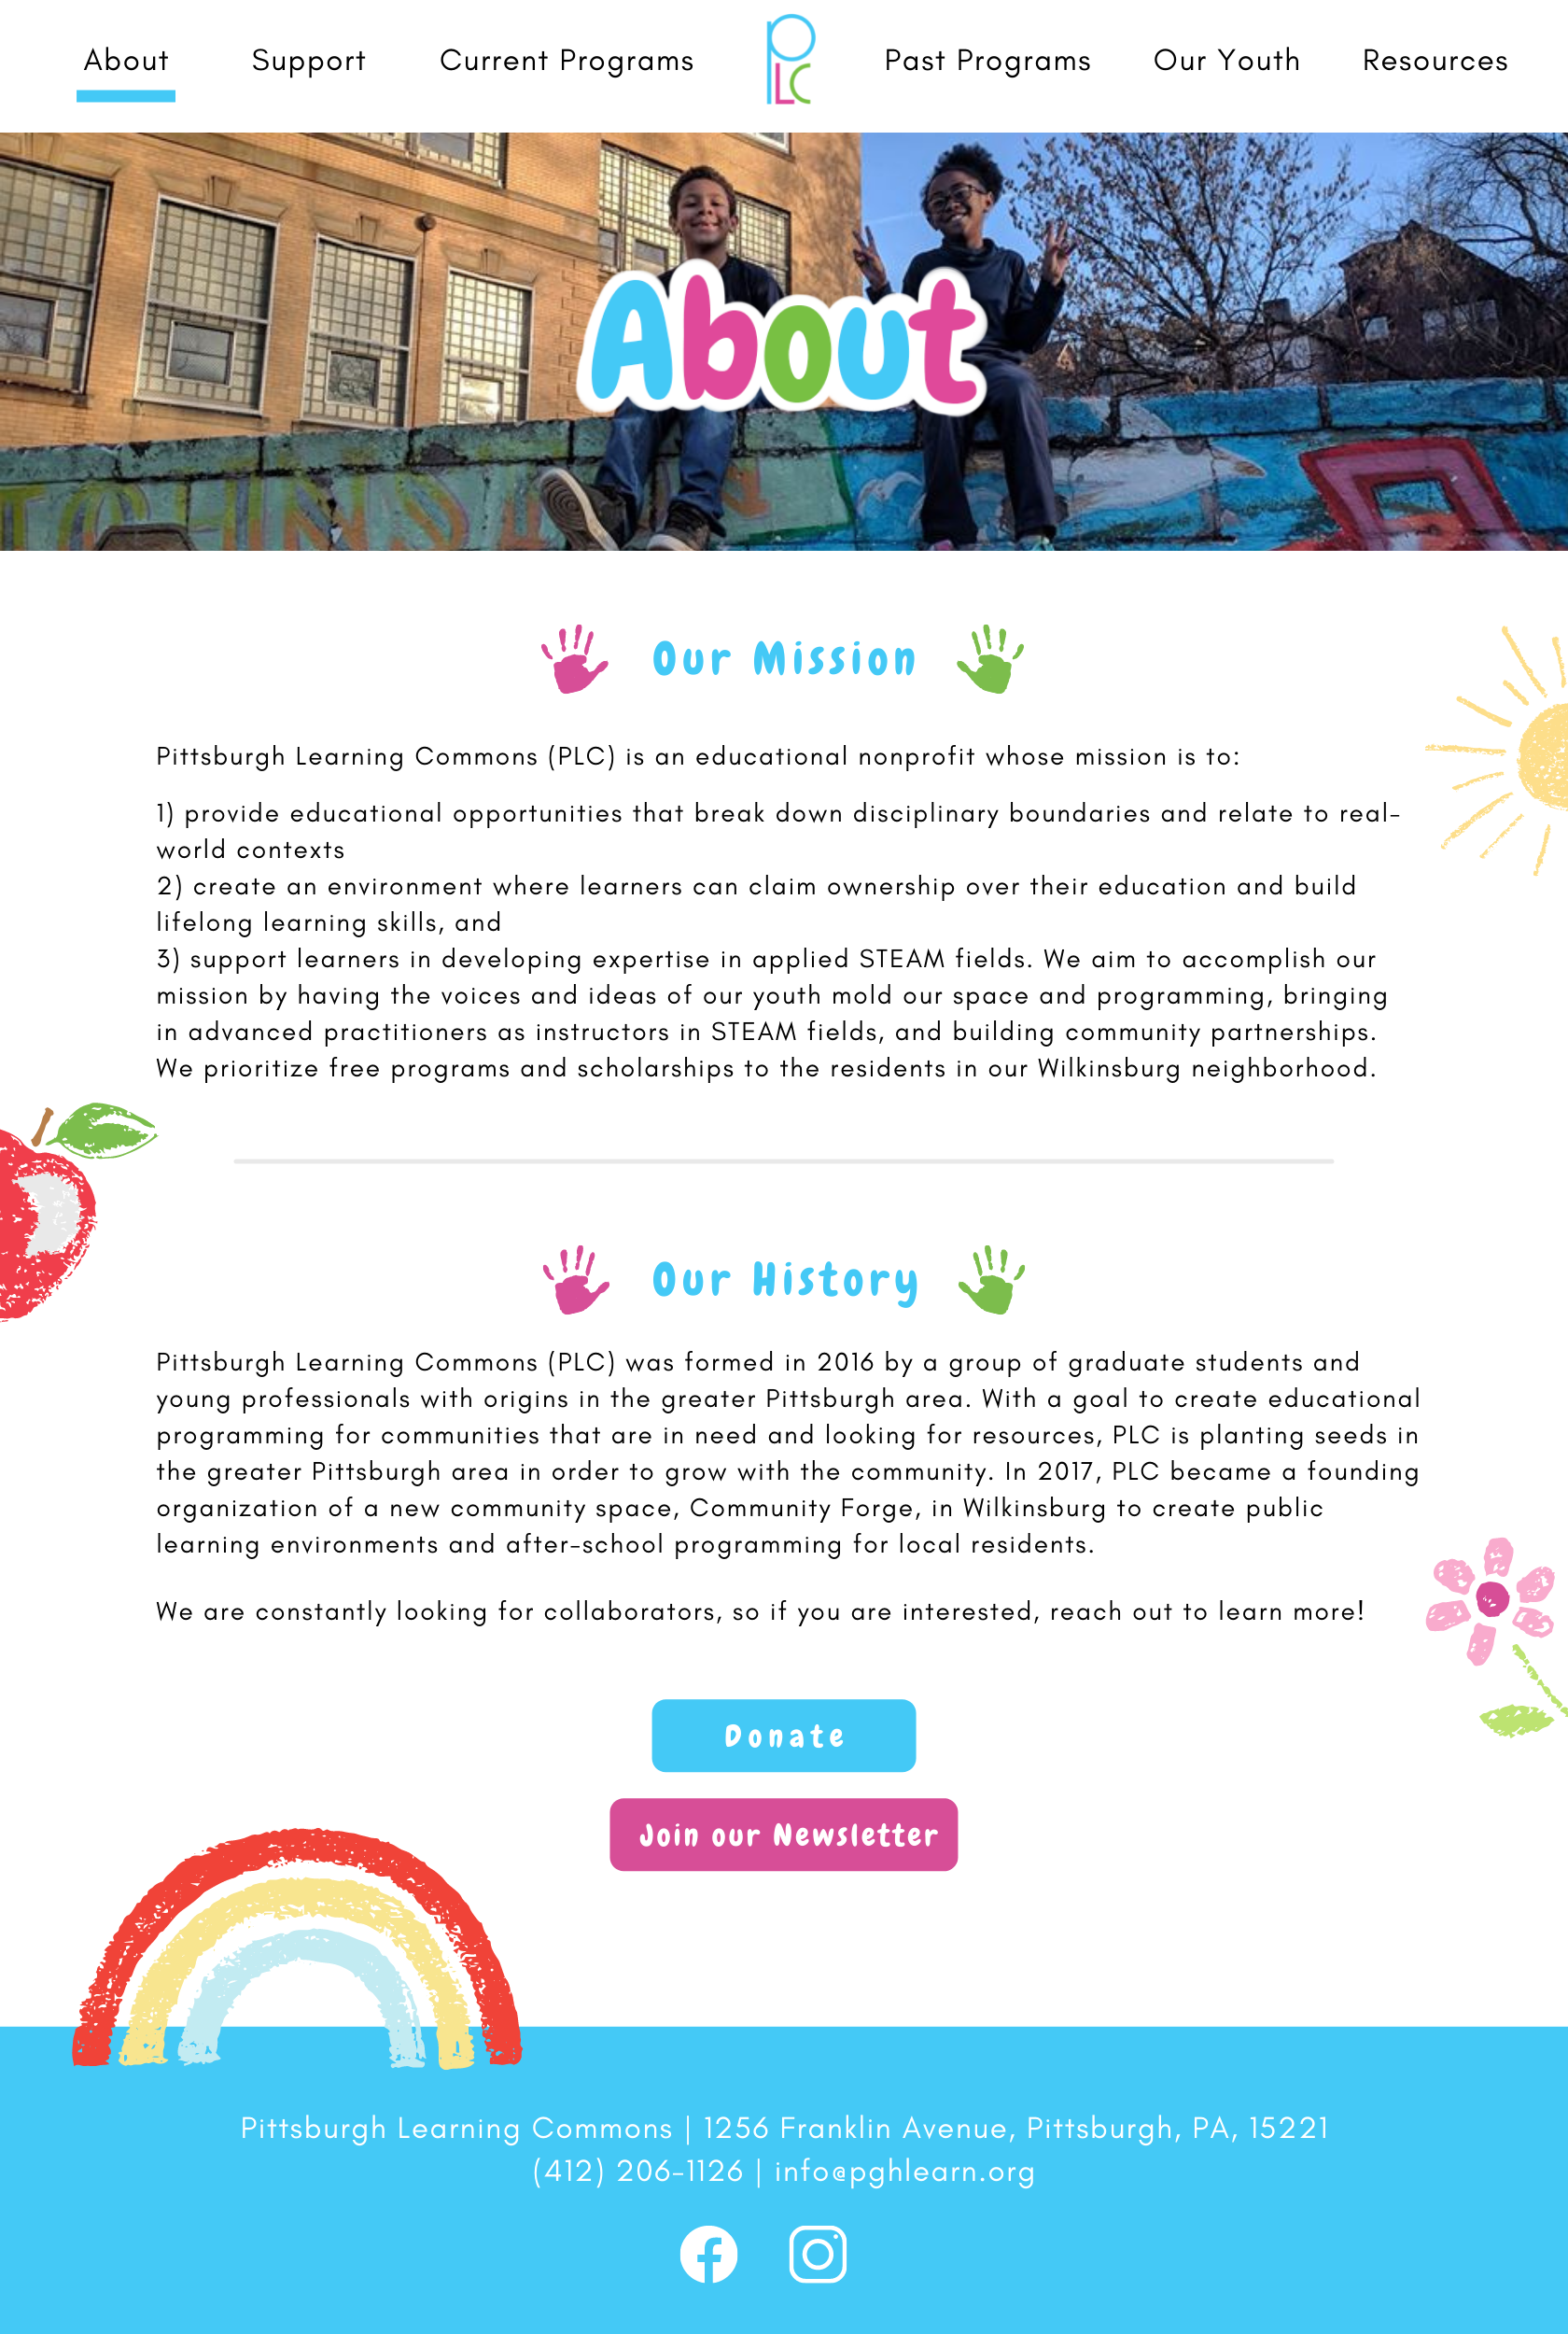 About Support Current Programs PLC Past Programs Our Youth Resources
About
Our Mission
Pittsburgh Learning Commons (PLC) is an educational nonprofit whose mission is to:
1) provide educational opportunities that break down disciplinary boundaries and relate to real-
world contexts
2) create an environment where learners can claim ownership over their education and build
lifelong learning skills, and
3) support learners in developing expertise in applied STEAM fields. We aim to accomplish our
mission by having the voices and ideas of our youth mold our space and programming, bringing
in advanced practitioners as instructors in STEAM fields, and building community partnerships.
We prioritize free programs and scholarships to the residents in our Wilkinsburg neighborhood.
Our History
Pittsburgh Learning Commons (PLC) was formed in 2016 by a group of graduate students and
young professionals with origins in the greater Pittsburgh area. With a goal to create educational
programming for communities that are in need and looking for resources, PLC is planting seeds in
the greater Pittsburgh area in order to grow with the community. In 2017, PLC became a founding
organization of a new community space, Community Forge, in Wilkinsburg to create public
learning environments and after-school programming for local residents.
We are constantly looking for collaborators, so if you are interested, reach out to learn more!
Donate
Join our Newsletter
Pittsburgh Learning Commons | 1256 Franklin Avenue, Pittsburgh, PA, 15221
(412) 206-1126 | info@pghlearn.org